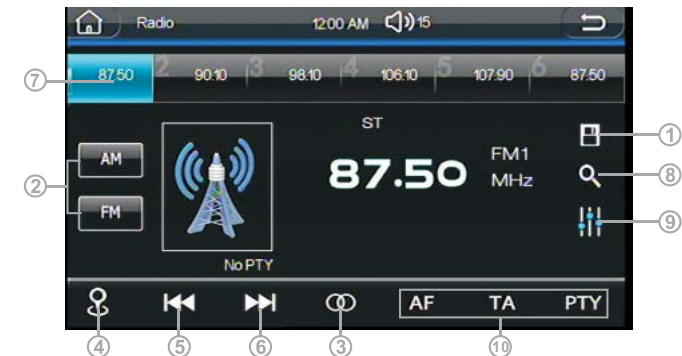 Radio 12:00 AM 15
87.50 2 90.10 3 98.10 4 106.10 5 107.90 6 87.50
7
ST
1
AM 87.50 FM1
MHz
8
2
FM
9
No PTY
AF TA PTY
4 5 6 3 10